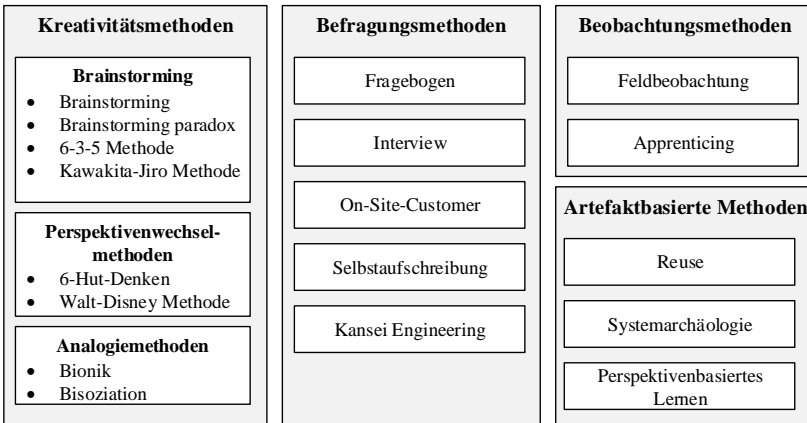 Kreativitätsmethoden
Brainstorming
• Brainstorming
• Brainstorming paradox
• 6-3-5 Methode
• Kawakita-Jiro Methode
Perspektivenwechsel-
methoden
• 6-Hut-Denken
• Walt-Disney Methode
Analogiemethoden
• Bionik
• Bisoziation
Befragungsmethoden
Fragebogen
Interview
On-Site-Customer
Selbstaufschreibung
Kansei Engineering
Beobachtungsmethoden
Feldbeobachtung
Apprenticing
Artefaktbasierte Methoden
Reuse
Systemarchäologie
Perspektivenbasiertes
Lernen